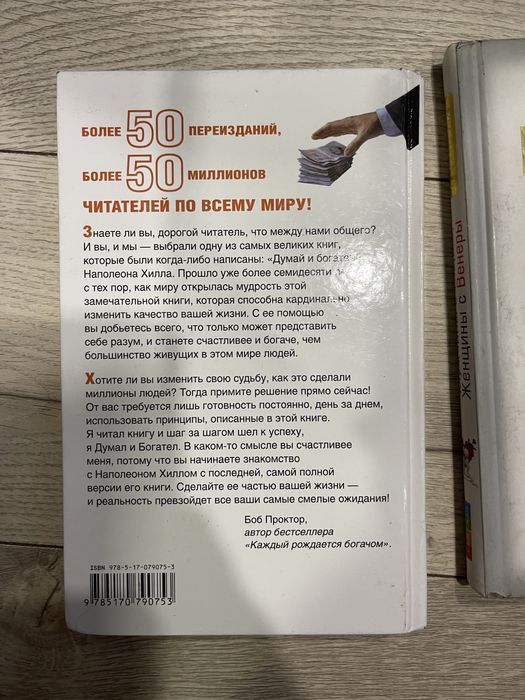 БОЛЕЕ 50 ПЕРЕИЗДАНИЙ,
БОЛЕЕ 50 МИЛЛИОНОВ
ЧИТАТЕЛЕЙ ПО ВСЕМУ МИРУ!
Знаете ли вы, дорогой читатель, что между нами общего?
И вы, и мы — выбрали одну из самых великих книг,
которые были когда-либо написаны: «Думай и богатей
Наполеона Хилла. Прошло уже более семидесяти
с тех пор, как миру открылась мудрость этой
замечательной книги, которая способна кардинально
изменить качество вашей жизни. С ее помощью
вы добьетесь всего, что только может представить
себе разум, и станете счастливее и богаче, чем
большинство живущих в этом мире людей.
Хотите ли вы изменить свою судьбу, как это сделали
миллионы людей? Тогда примите решение прямо сейчас!
От вас требуется лишь готовность постоянно, день за днем,
использовать принципы, описанные в этой книге.
Я читал книгу и шаг за шагом шел к успеху,
я Думал и Богател. В каком-то смысле вы счастливее
меня, потому что вы начинаете знакомство
с Наполеоном Хиллом с последней, самой полной
версии его книги. Сделайте ее частью вашей жизни —
и реальность превзойдет все ваши самые смелые ожидания!
Боб Проктор,
автор бестселлера
«Каждый рождается богачом».
ISBN 978-5-17-079075-3
9 785170 790753
Женщины с Венеры